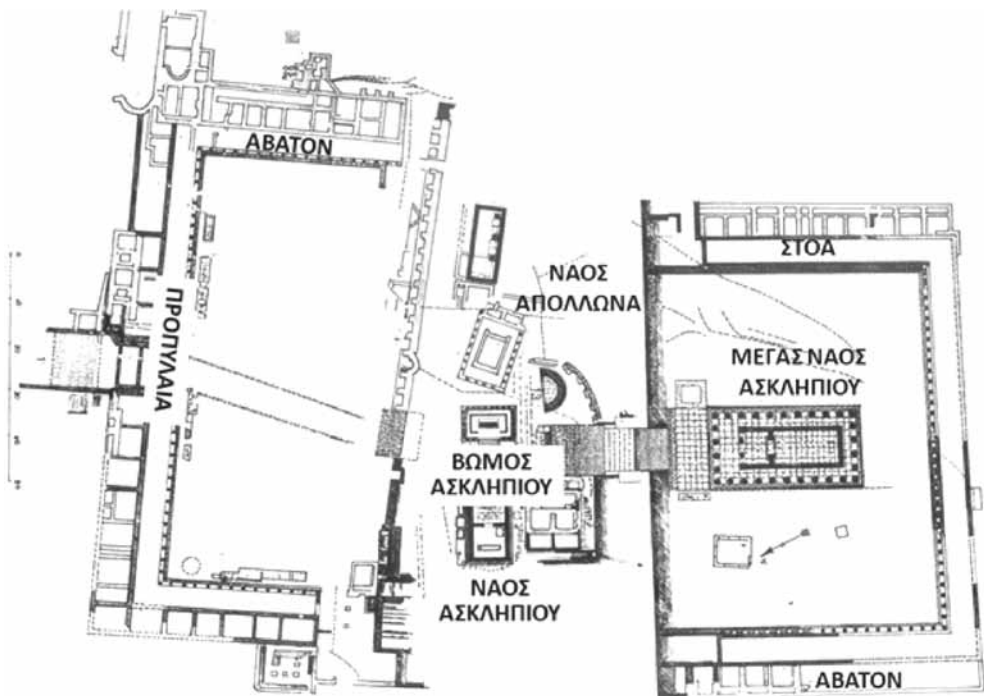 ΑΒΑΤΟΝ
ΠΡΟΠΥΛΑΙΑ
ΝΑΟΣ
ΑΠΟΛΛΩΝΑ
ΣΤΟΑ
ΜΕΓΑΣ ΝΑΟΣ
ΑΣΚΛΗΠΙΟΥ
ΒΩΜΟΣ
ΑΣΚΛΗΠΙΟΥ
ΝΑΟΣ
ΑΣΚΛΗΠΙΟΥ
ΑΒΑΤΟΝ